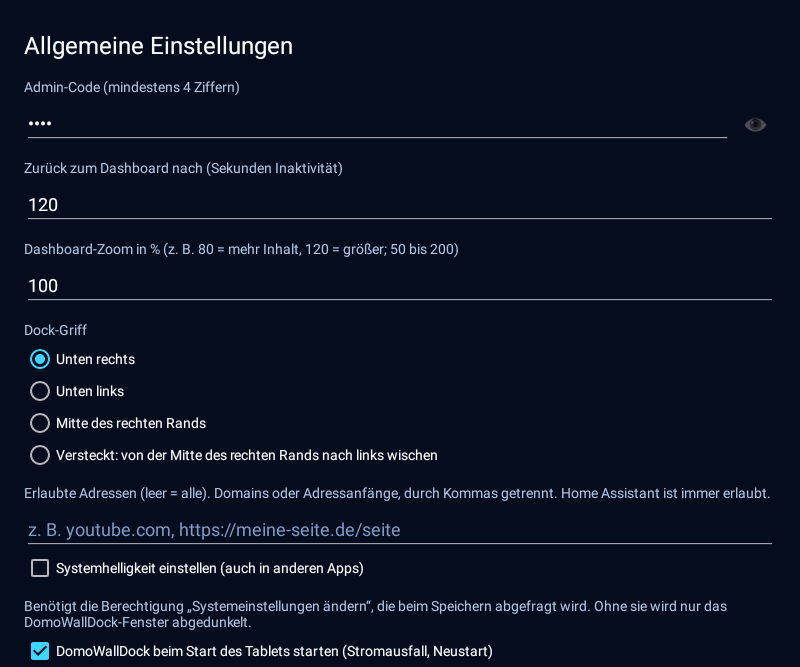 Allgemeine Einstellungen
Admin-Code (mindestens 4 Ziffern)
••••
Zurück zum Dashboard nach (Sekunden Inaktivität)
120
Dashboard-Zoom in % (z. B. 80 = mehr Inhalt, 120 = größer; 50 bis 200)
100
Dock-Griff
Unten rechts
Unten links
Mitte des rechten Rands
Versteckt: von der Mitte des rechten Rands nach links wischen
Erlaubte Adressen (leer = alle). Domains oder Adressanfänge, durch Kommas getrennt. Home Assistant ist immer erlaubt.
z. B. youtube.com, https://meine-seite.de/seite
Systemhelligkeit einstellen (auch in anderen Apps)
Benötigt die Berechtigung „Systemeinstellungen ändern“, die beim Speichern abgefragt wird. Ohne sie wird nur das
DomoWallDock-Fenster abgedunkelt.
DomoWallDock beim Start des Tablets starten (Stromausfall, Neustart)